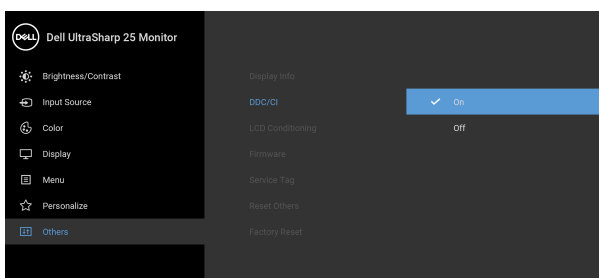 DELL Dell UltraSharp 25 Monitor
Brightness/Contrast
Display Info
Input Source
DDC/CI
On
Color
LCD Conditioning
Off
Display
Firmware
Menu
Service Tag
Personalize
Reset Others
Others
Factory Reset